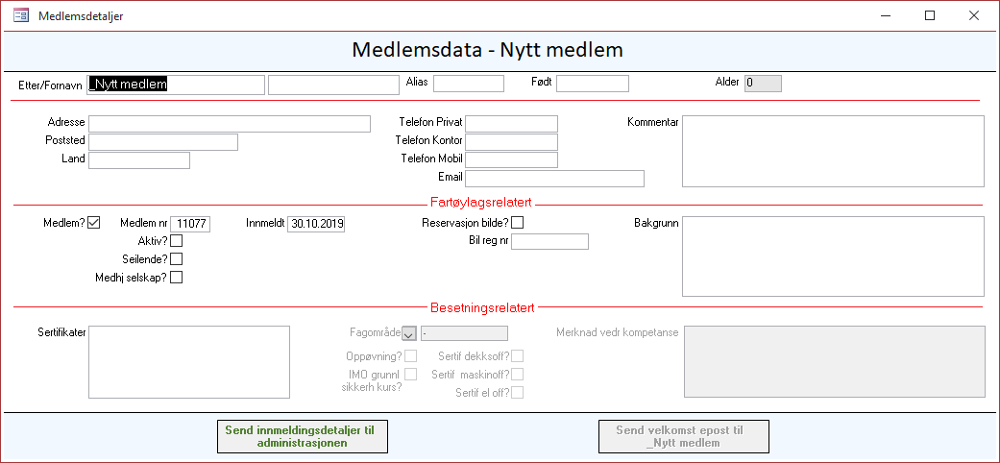 Medlemsdetaljer
Medlemsdata - Nytt medlem
Etter/Fornavn _Nytt medlem Alias Født Alder 0
Adresse Telefon Privat Kommentar
Poststed Telefon Kontor
Land Telefon Mobil
Email
Fartøylagsrelatert
Medlem? Medlem nr 11077 Innmeldt 30.10.2019 Reservasjon bilde? Bakgrunn
Aktiv? Bil reg nr
Seilende?
Medhj selskap?
Besetningsrelatert
Sertifikater Fagområde - Merknad vedr kompetanse
Oppøvning? Sertif dekksoff?
IMO grunnl Sertif maskinoff?
sikkerh kurs? Sertif el off?
Send innmeldingsdetaljer til
administrasjonen
Send velkomst epost til
_Nytt medlem